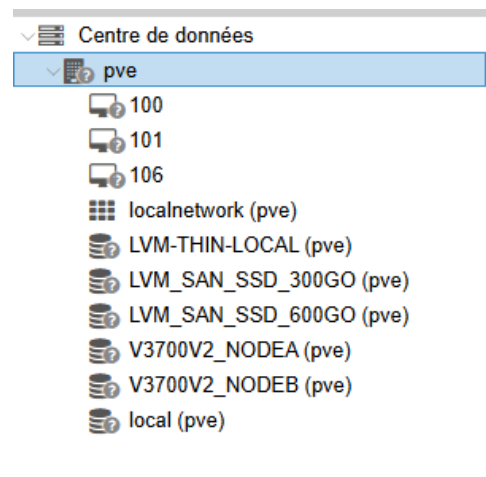 Centre de données
pve
100
101
106
localnetwork (pve)
LVM-THIN-LOCAL (pve)
LVM_SAN_SSD_300GO (pve)
LVM_SAN_SSD_600GO (pve)
V3700V2_NODEA (pve)
V3700V2_NODEB (pve)
local (pve)